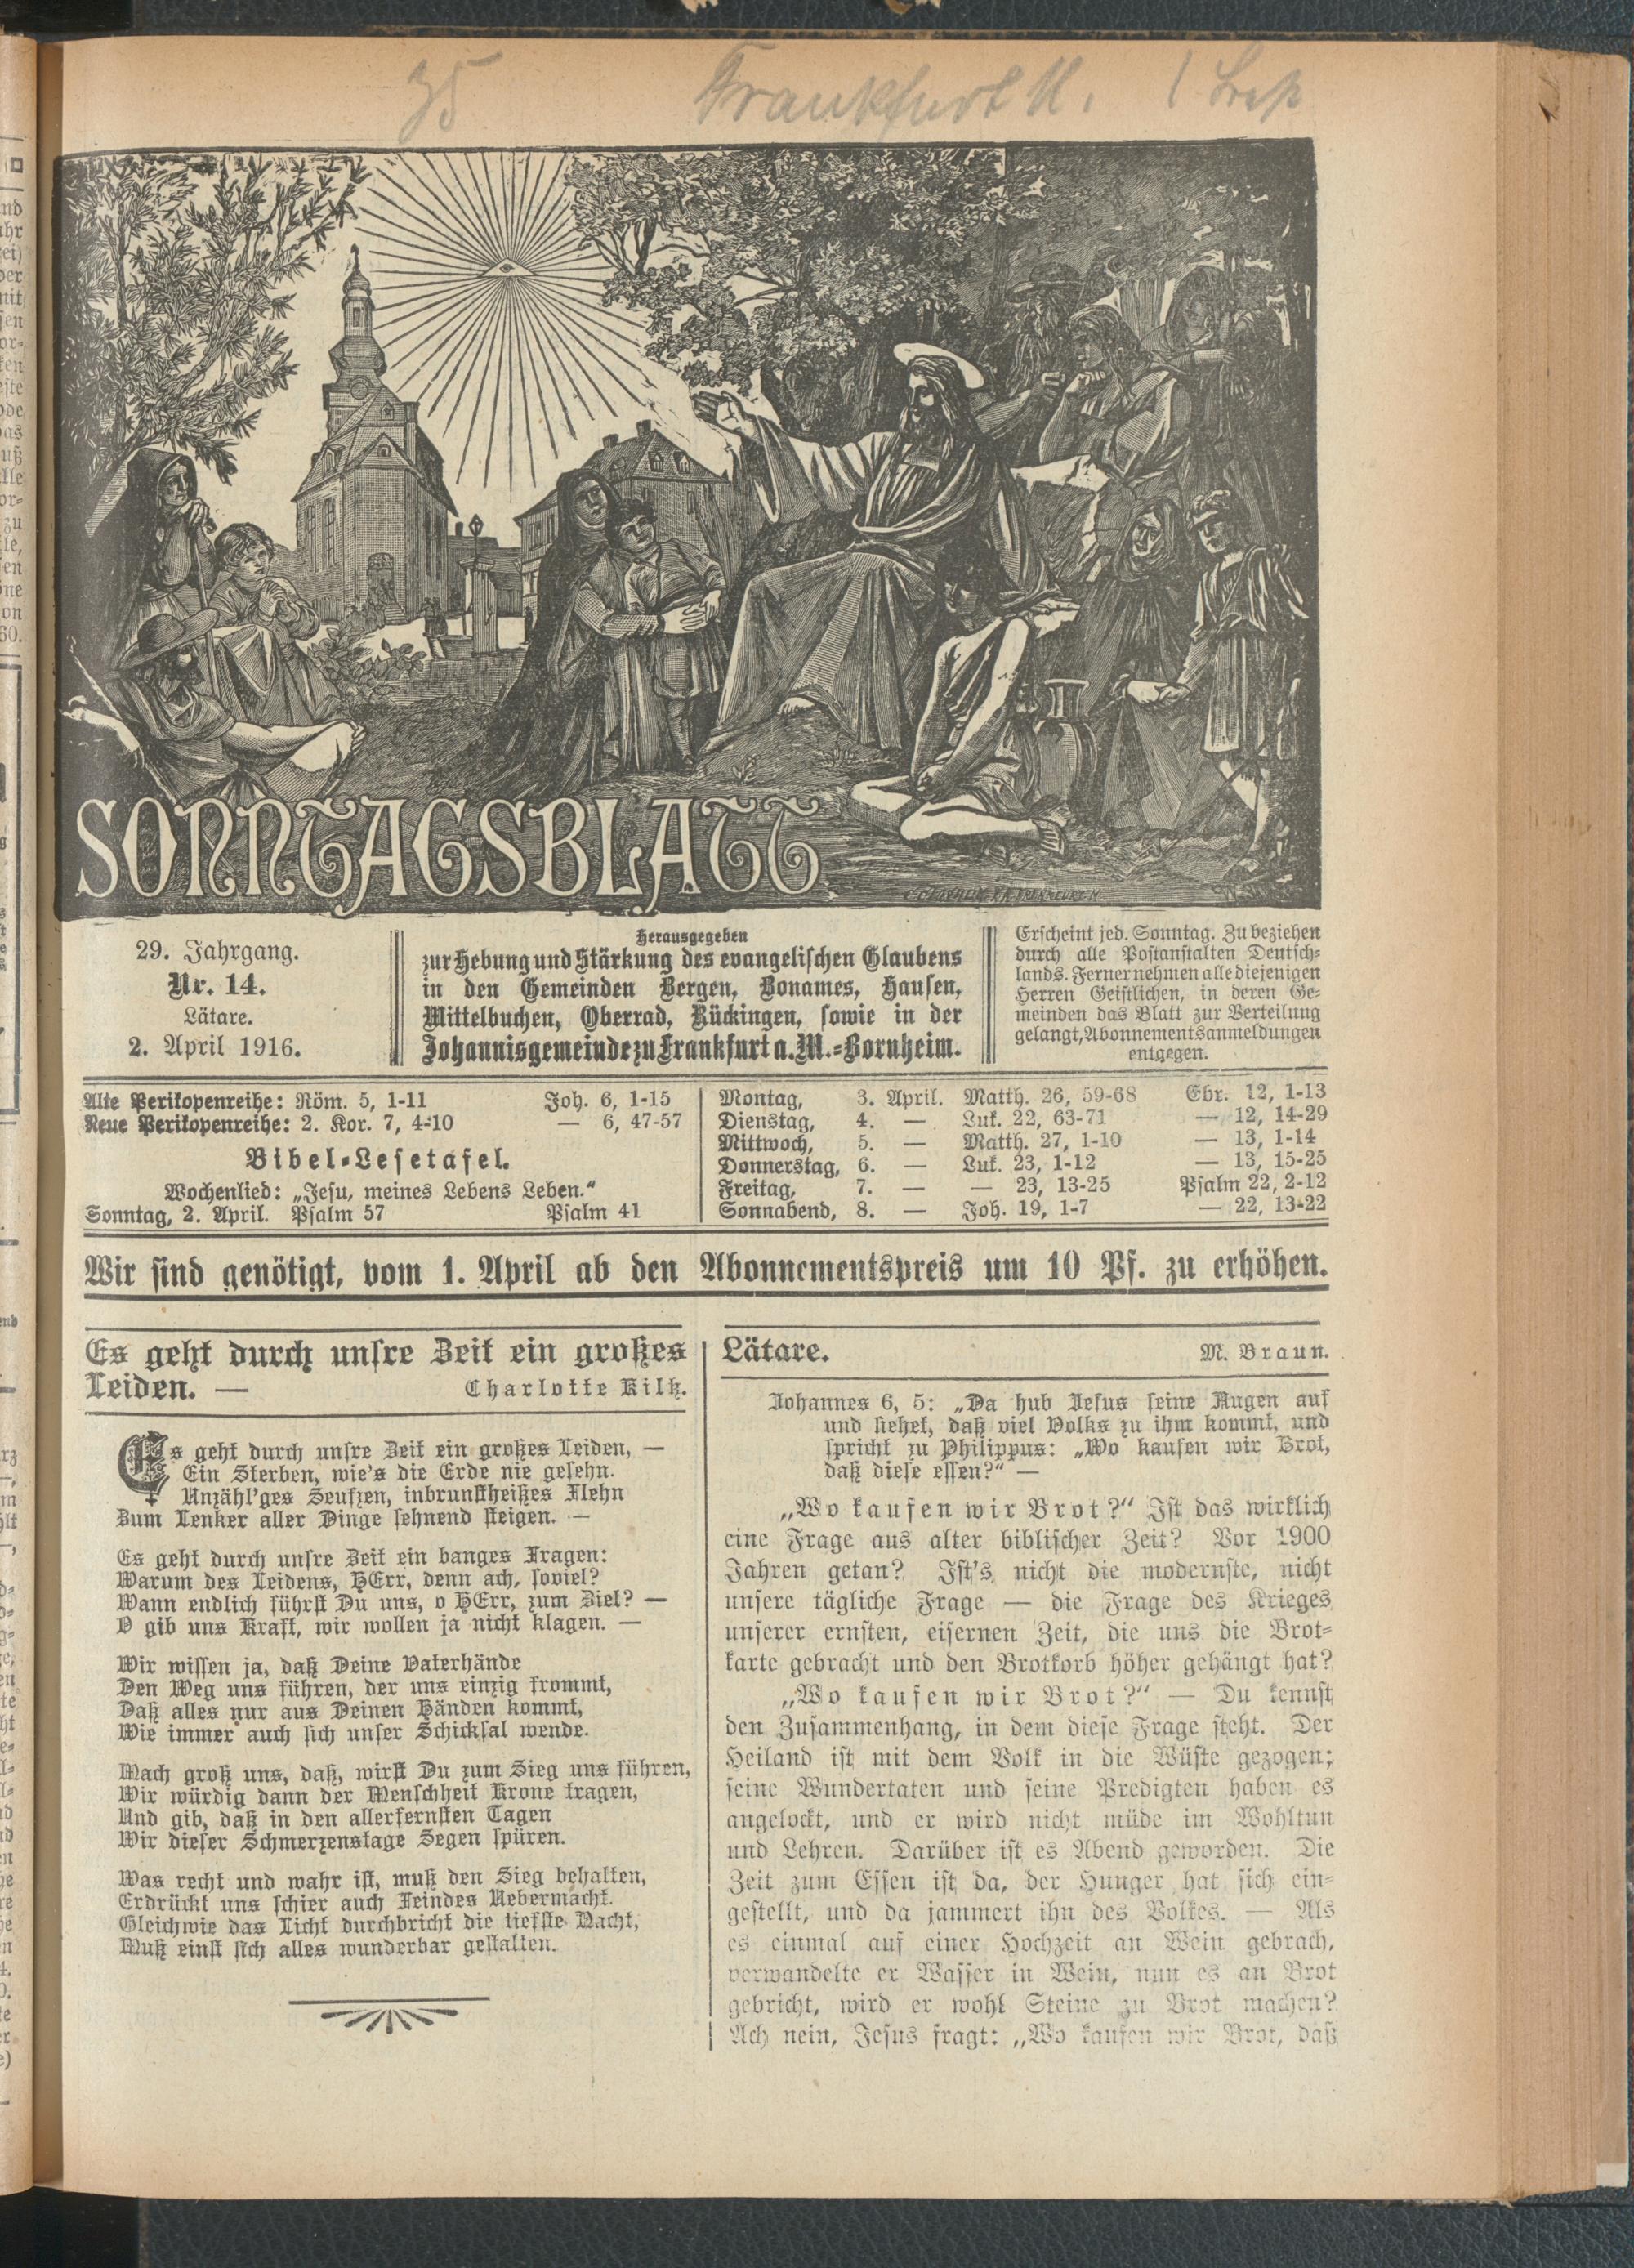 35 Frankfurt M.
SONNTAGSBLATT
29. Jahrgang.
Nr. 14.
Lätare.
2. April 1916.
Herausgegeben
zur Hebung und Stärkung des evangelischen Glaubens
in den Gemeinden Bergen, Bonames, Hausen,
Mittelbuchen, Oberrad, Rückingen, sowie in der
Johannisgemeinde zu Frankfurt a. M.-Bornheim.
Erscheint jed. Sonntag. Zu beziehen
durch alle Postanstalten Deutsch-
lands. Ferner nehmen alle diejenigen
Herren Geistlichen, in deren Ge-
meinden das Blatt zur Verteilung
gelangt, Abonnementsanmeldungen
entgegen.
Alte Perikopenreihe: Röm. 5, 1-11 Joh. 6, 1-15
Neue Perikopenreihe: 2. Kor. 7, 4-10 — 6, 47-57
Bibel-Lesetafel.
Wochenlied: „Jesu, meines Lebens Leben.“
Sonntag, 2. April. Psalm 57 Psalm 41
Montag, 3. April. Matth. 26, 59-68 Ebr. 12, 1-13
Dienstag, 4. — Luk. 22, 63-71 — 12, 14-29
Mittwoch, 5. — Matth. 27, 1-10 — 13, 1-14
Donnerstag, 6. — Luk. 23, 1-12 — 13, 15-25
Freitag, 7. — — 23, 13-25 Psalm 22, 2-12
Sonnabend, 8. — Joh. 19, 1-7 — 22, 13-22
Wir sind genötigt, vom 1. April ab den Abonnementspreis um 10 Pf. zu erhöhen.
Es geht durch unsre Zeit ein großes
Leiden. — Charlotte Kiltz.
Es geht durch unsre Zeit ein großes Leiden, —
Ein Sterben, wie's die Erde nie gesehn.
Unzähl'ges Seufzen, inbrunstheißes Flehn
Zum Lenker aller Dinge sehnend steigen. —
Es geht durch unsre Zeit ein banges Fragen:
Warum des Leidens, HErr, denn ach, soviel?
Wann endlich führst Du uns, o HErr, zum Ziel? —
O gib uns Kraft, wir wollen ja nicht klagen. —
Wir wissen ja, daß Deine Vaterhände
Den Weg uns führen, der uns einzig frommt,
Daß alles nur aus Deinen Händen kommt,
Wie immer auch sich unser Schicksal wende.
Mach groß uns, daß, wirst Du zum Sieg uns führen,
Wir würdig dann der Menschheit Krone tragen,
Und gib, daß in den allerfernsten Tagen
Wir dieser Schmerzenstage Segen spüren.
Was recht und wahr ist, muß den Sieg behalten,
Erdrückt uns schier auch Feindes Uebermacht.
Gleichwie das Licht durchbricht die tiefste Nacht,
Muß einst sich alles wunderbar gestalten.
Lätare. M. Braun.
Johannes 6, 5: „Da hub Jesus seine Augen auf
und siehet, daß viel Volks zu ihm kommt, und
spricht zu Philippus: „Wo kaufen wir Brot,
daß diese essen?“ —
„Wo kaufen wir Brot?“ Ist das wirklich
eine Frage aus alter biblischer Zeit? Vor 1900
Jahren getan? Ist's nicht die modernste, nicht
unsere tägliche Frage — die Frage des Krieges
unserer ernsten, eisernen Zeit, die uns die Brot-
karte gebracht und den Brotkorb höher gehängt hat?
„Wo kaufen wir Brot?“ — Du kennst
den Zusammenhang, in dem diese Frage steht. Der
Heiland ist mit dem Volk in die Wüste gezogen;
seine Wundertaten und seine Predigten haben es
angelockt, und er wird nicht müde im Wohltun
und Lehren. Darüber ist es Abend geworden. Die
Zeit zum Essen ist da, der Hunger hat sich ein-
gestellt, und da jammert ihn des Volkes. — Als
es einmal auf einer Hochzeit an Wein gebrach,
verwandelte er Wasser in Wein, nun es an Brot
gebricht, wird er wohl Steine zu Brot machen?
Ach nein, Jesus fragt: „Wo kaufen wir Brot, daß